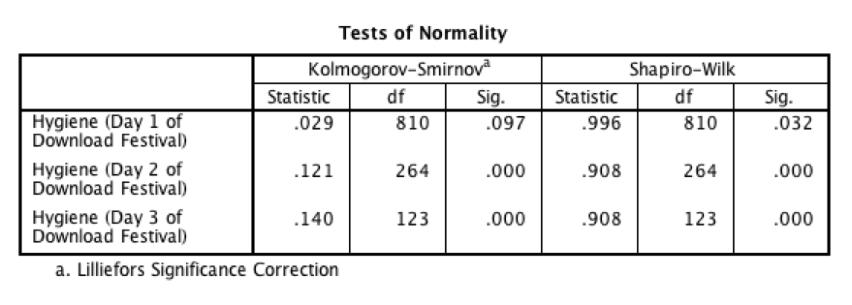 Tests of Normality
Kolmogorov-Smirnovᵃ Shapiro-Wilk
Statistic df Sig. Statistic df Sig.
Hygiene (Day 1 of
Download Festival) .029 810 .097 .996 810 .032
Hygiene (Day 2 of
Download Festival) .121 264 .000 .908 264 .000
Hygiene (Day 3 of
Download Festival) .140 123 .000 .908 123 .000
a. Lilliefors Significance Correction